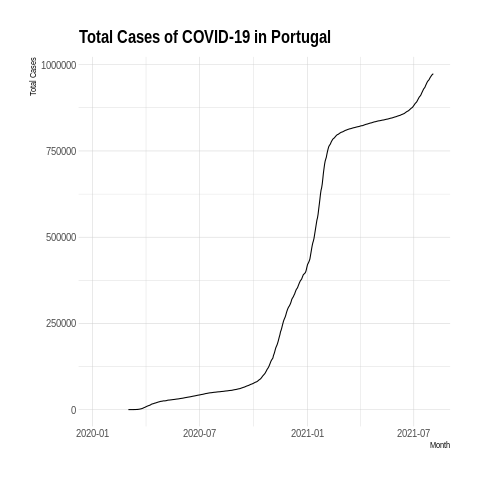 Total Cases of COVID-19 in Portugal
Total Cases
1000000
750000
500000
250000
0
2020-01 2020-07 2021-01 2021-07
Month